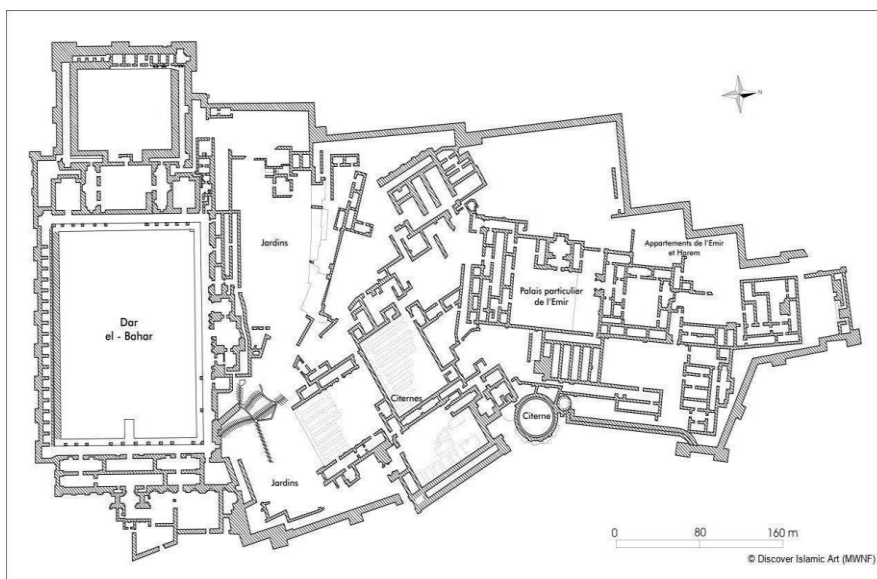 N
Jardins
Appartements de l'Emir
et Harem
Palais particulier
de l'Emir
Dar
el - Bahar
Citernes
Citerne
Jardins
0 80 160 m
© Discover Islamic Art (MWNF)